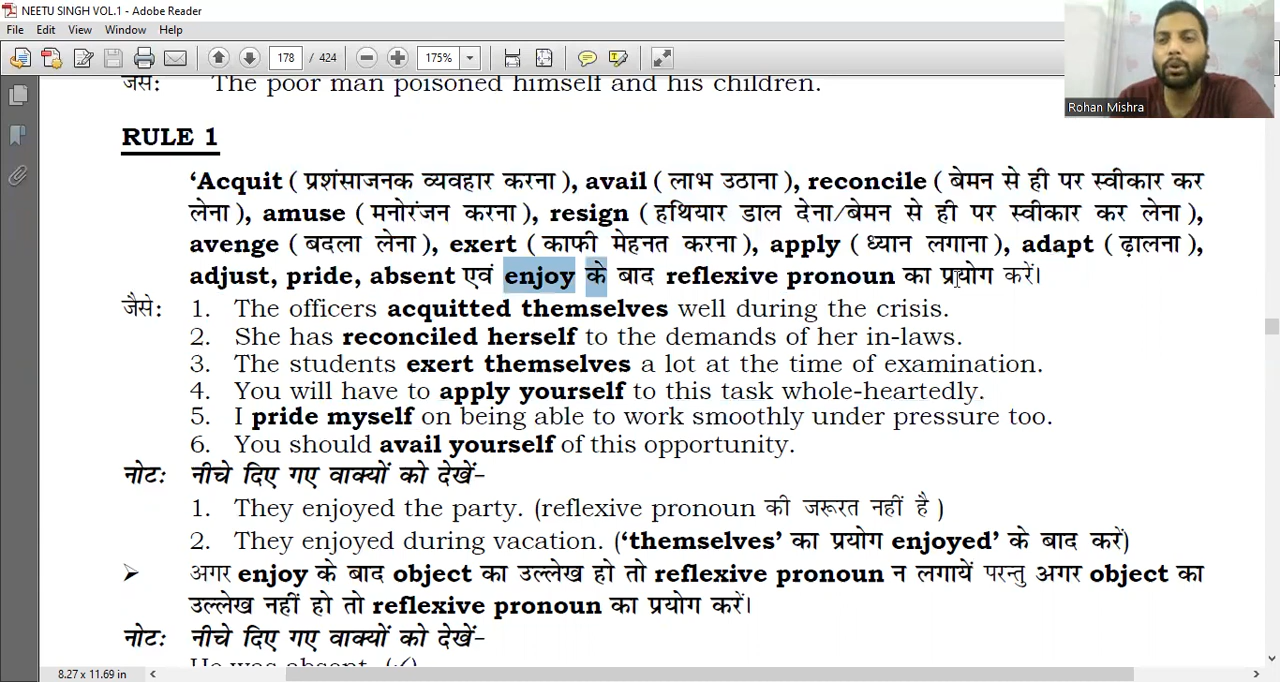 NEETU SINGH VOL.1 - Adobe Reader
File Edit View Window Help
178 / 424 175%
Rohan Mishra
जैसे: The poor man poisoned himself and his children.
RULE 1
‘Acquit ( प्रशंसाजनक व्यवहार करना ), avail ( लाभ उठाना ), reconcile ( बेमन से ही पर स्वीकार कर
लेना ), amuse ( मनोरंजन करना ), resign ( हथियार डाल देना/बेमन से ही पर स्वीकार कर लेना ),
avenge ( बदला लेना ), exert ( काफी मेहनत करना ), apply ( ध्यान लगाना ), adapt ( ढ़ालना ),
adjust, pride, absent एवं enjoy के बाद reflexive pronoun का प्रयोग करें।
जैसे: 1. The officers acquitted themselves well during the crisis.
2. She has reconciled herself to the demands of her in-laws.
3. The students exert themselves a lot at the time of examination.
4. You will have to apply yourself to this task whole-heartedly.
5. I pride myself on being able to work smoothly under pressure too.
6. You should avail yourself of this opportunity.
नोट: नीचे दिए गए वाक्यों को देखें-
1. They enjoyed the party. (reflexive pronoun की जरूरत नहीं है )
2. They enjoyed during vacation. (‘themselves’ का प्रयोग enjoyed’ के बाद करें)
➢ अगर enjoy के बाद object का उल्लेख हो तो reflexive pronoun न लगायें परन्तु अगर object का
उल्लेख नहीं हो तो reflexive pronoun का प्रयोग करें।
नोट: नीचे दिए गए वाक्यों को देखें-
He was absent. (✓)
8.27 x 11.69 in